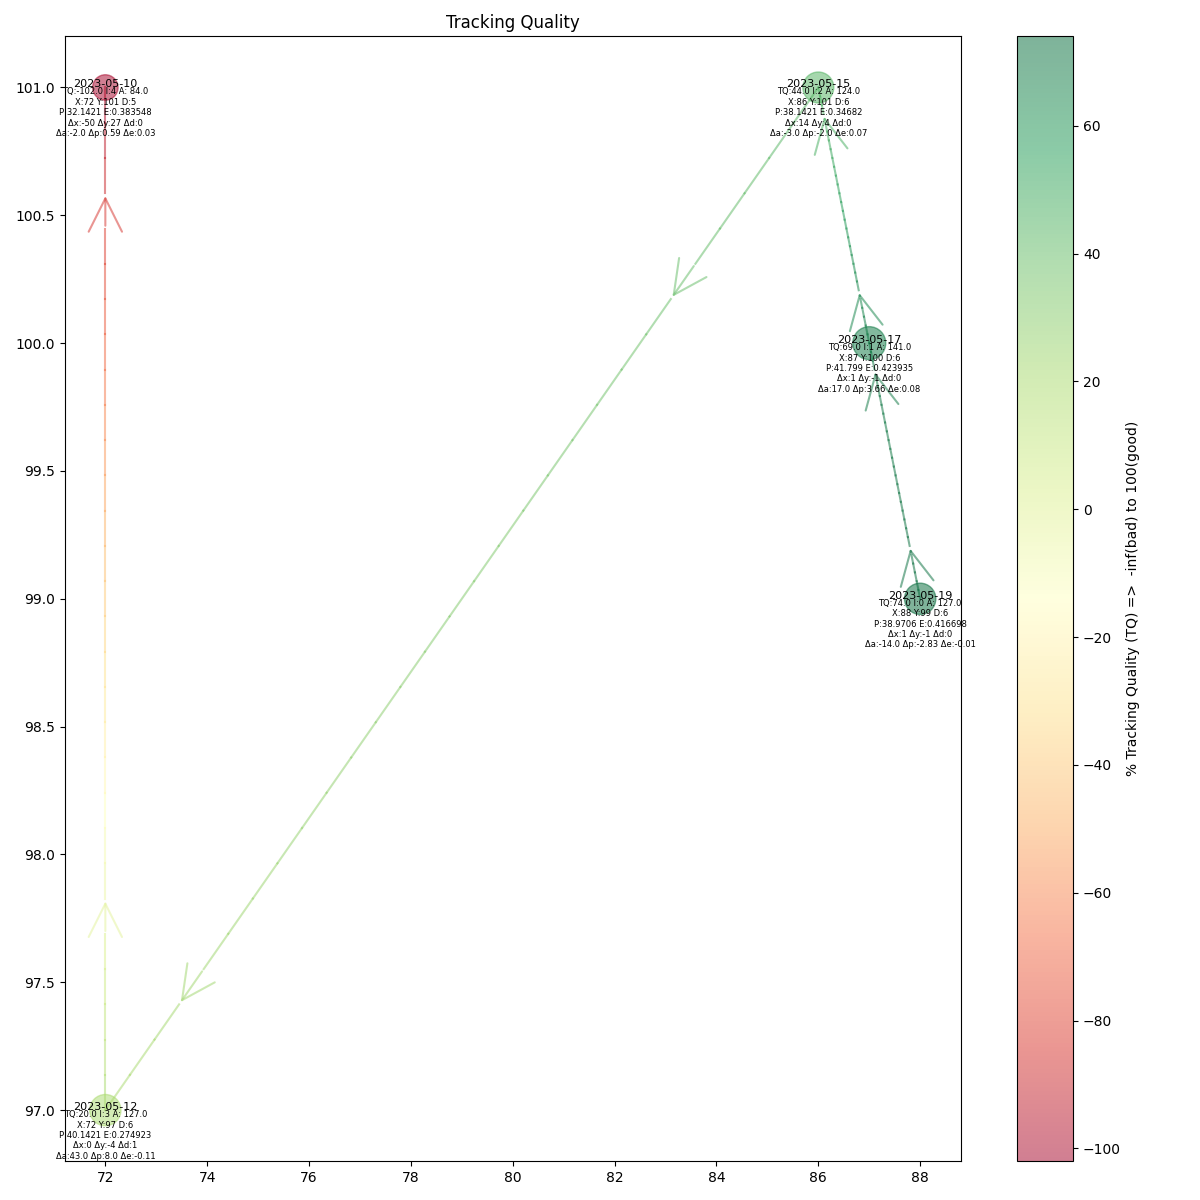 Tracking Quality
2023-05-10
TQ:-102.0 I:4 A: 84.0
X:72 Y:101 D:5
P:32.1421 E:0.383548
Δx:-50 Δy:27 Δd:0
Δa:-2.0 Δp:0.59 Δe:0.03
2023-05-15
TQ:44.0 I:2 A: 124.0
X:86 Y:101 D:6
P:38.1421 E:0.34682
Δx:14 Δy:4 Δd:0
Δa:-3.0 Δp:-2.0 Δe:0.07
2023-05-17
TQ:69.0 I:1 A: 141.0
X:87 Y:100 D:6
P:41.799 E:0.423935
Δx:1 Δy:-1 Δd:0
Δa:17.0 Δp:3.66 Δe:0.08
2023-05-19
TQ:74.0 I:0 A: 127.0
X:88 Y:99 D:6
P:38.9706 E:0.416698
Δx:1 Δy:-1 Δd:0
Δa:-14.0 Δp:-2.83 Δe:-0.01
2023-05-12
TQ:20.0 I:3 A: 127.0
X:72 Y:97 D:6
P:40.1421 E:0.274923
Δx:0 Δy:-4 Δd:1
Δa:43.0 Δp:8.0 Δe:-0.11
101.0
100.5
100.0
99.5
99.0
98.5
98.0
97.5
97.0
72
74
76
78
80
82
84
86
88
60
40
20
0
−20
−40
−60
−80
−100
% Tracking Quality (TQ) => -inf(bad) to 100(good)